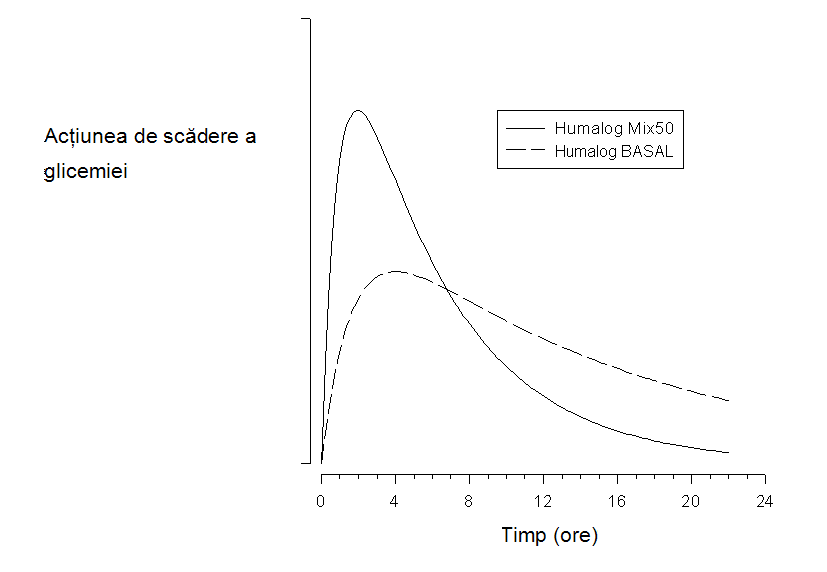 Acțiunea de scădere a
glicemiei
Humalog Mix50
Humalog BASAL
0 4 8 12 16 20 24
Timp (ore)